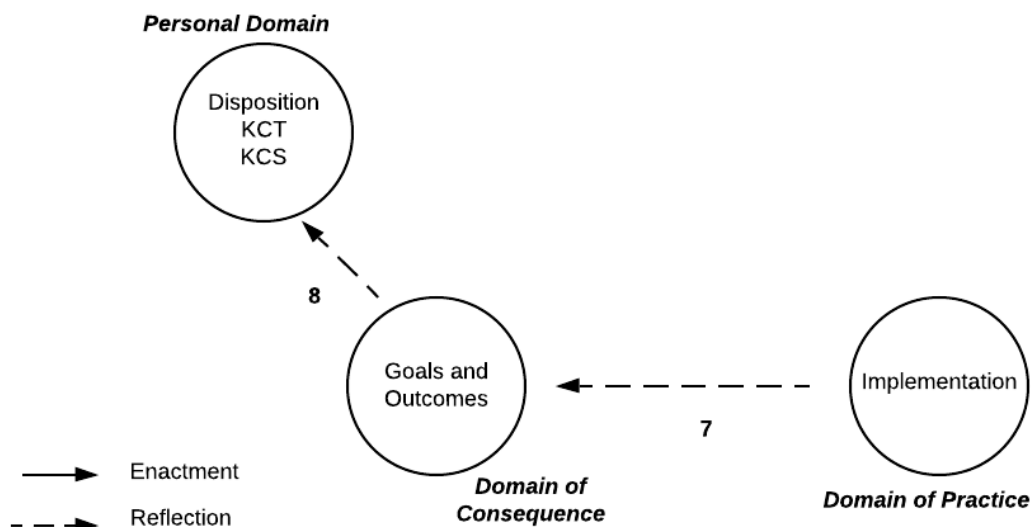 Personal Domain
Disposition
KCT
KCS
8
Goals and
Outcomes
Implementation
7
Enactment
Domain of
Consequence
Domain of Practice
Reflection